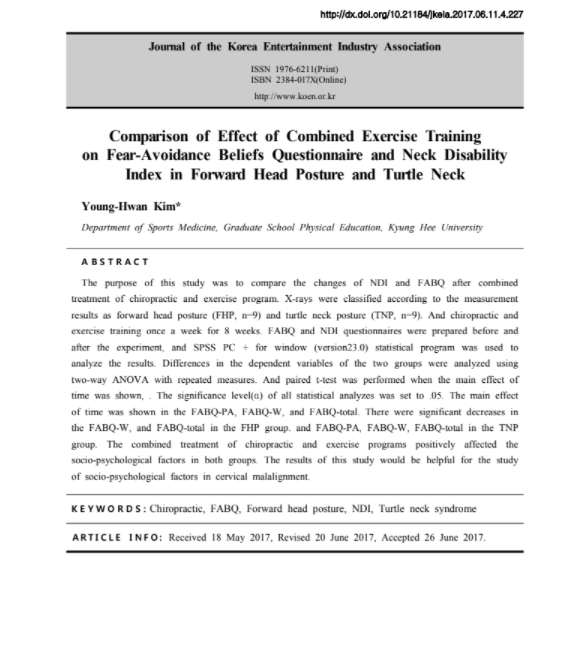 http://dx.doi.org/10.21184/jkeia.2017.06.11.4.227
Journal of the Korea Entertainment Industry Association
ISSN 1976-6211(Print)
ISBN 2384-017X(Online)
http://www.koen.or.kr
Comparison of Effect of Combined Exercise Training
on Fear-Avoidance Beliefs Questionnaire and Neck Disability
Index in Forward Head Posture and Turtle Neck
Young-Hwan Kim*
Department of Sports Medicine, Graduate School Physical Education, Kyung Hee University
ABSTRACT
The purpose of this study was to compare the changes of NDI and FABQ after combined
treatment of chiropractic and exercise program. X-rays were classified according to the measurement
results as forward head posture (FHP, n=9) and turtle neck posture (TNP, n=9). And chiropractic and
exercise training once a week for 8 weeks. FABQ and NDI questionnaires were prepared before and
after the experiment, and SPSS PC + for window (version23.0) statistical program was used to
analyze the results. Differences in the dependent variables of the two groups were analyzed using
two-way ANOVA with repeated measures. And paired t-test was performed when the main effect of
time was shown, . The significance level(α) of all statistical analyzes was set to .05. The main effect
of time was shown in the FABQ-PA, FABQ-W, and FABQ-total. There were significant decreases in
the FABQ-W, and FABQ-total in the FHP group. and FABQ-PA, FABQ-W, FABQ-total in the TNP
group. The combined treatment of chiropractic and exercise programs positively affected the
socio-psychological factors in both groups. The results of this study would be helpful for the study
of socio-psychological factors in cervical malalignment.
KEYWORDS: Chiropractic, FABQ, Forward head posture, NDI, Turtle neck syndrome
ARTICLE INFO: Received 18 May 2017, Revised 20 June 2017, Accepted 26 June 2017.